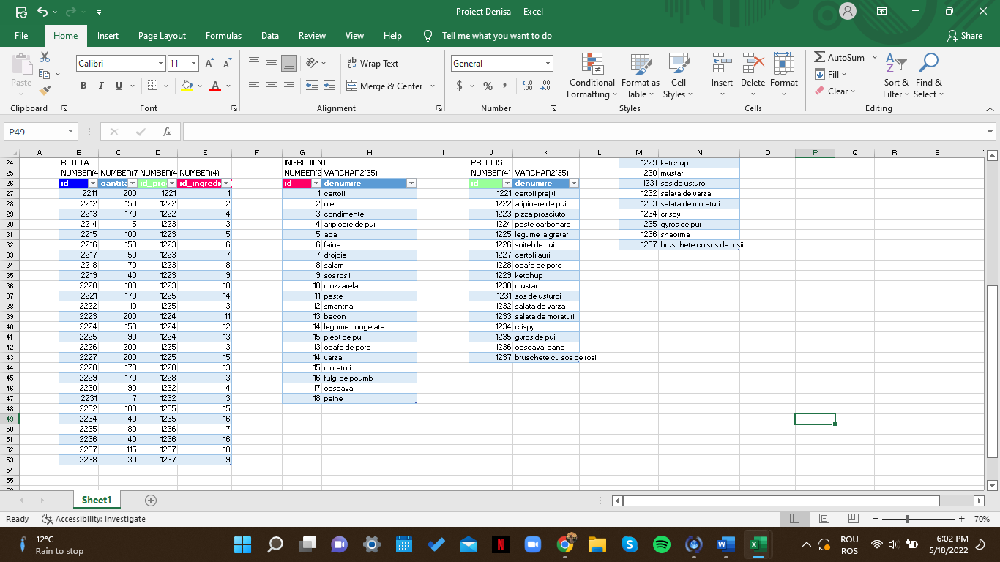 Proiect Denisa - Excel
File Home Insert Page Layout Formulas Data Review View Help Tell me what you want to do Share
Paste Calibri 11 Wrap Text General Conditional Formatting Format as Table Cell Styles Insert Delete Format AutoSum Fill Clear Sort & Filter Find & Select
B I U Merge & Center $ % ,
Clipboard Font Alignment Number Styles Cells Editing
P49 fx
A B C D E F G H I J K L M N O P Q R S
24 RETETA INGREDIENT PRODUS 1229 ketchup
25 NUMBER(4 NUMBER(7 NUMBER(4 NUMBER(4) NUMBER(2 VARCHAR2(35) NUMBER(4) VARCHAR2(35) 1230 mustar
26 id cantita id_pro id_ingredi id denumire id denumire 1231 sos de usturoi
27 2211 200 1221 1 1 cartofi 1221 cartofi prajiti 1232 salata de varza
28 2212 150 1222 2 2 ulei 1222 aripioare de pui 1233 salata de moraturi
29 2213 170 1222 4 3 condimente 1223 pizza prosciuto 1234 crispy
30 2214 5 1223 3 4 aripioare de pui 1224 paste carbonara 1235 gyros de pui
31 2215 100 1223 5 5 apa 1225 legume la gratar 1236 shaorma
32 2216 150 1223 6 6 faina 1226 snitel de pui 1237 bruschete cu sos de rosii
33 2217 50 1223 7 7 drojdie 1227 cartofi aurii
34 2218 70 1223 8 8 salam 1228 ceafa de porc
35 2219 40 1223 9 9 sos rosii 1229 ketchup
36 2220 100 1223 10 10 mozzarela 1230 mustar
37 2221 170 1225 14 11 paste 1231 sos de usturoi
38 2222 10 1225 3 12 smantna 1232 salata de varza
39 2223 200 1224 11 13 bacon 1233 salata de moraturi
40 2224 150 1224 12 14 legume congelate 1234 crispy
41 2225 90 1224 13 15 piept de pui 1235 gyros de pui
42 2226 200 1225 3 13 ceafa de porc 1236 cascaval pane
43 2227 200 1225 15 14 varza 1237 bruschete cu sos de rosii
44 2228 170 1228 13 15 moraturi
45 2229 170 1228 3 16 fulgi de poumb
46 2230 90 1232 14 17 cascaval
47 2231 7 1232 3 18 paine
48 2232 180 1235 15
49 2234 40 1235 16
50 2235 180 1236 17
51 2236 40 1236 16
52 2237 115 1237 18
53 2238 30 1237 9
54
55
Sheet1
Ready Accessibility: Investigate 70%
12°C
Rain to stop
ROU
ROS
6:02 PM
5/18/2022